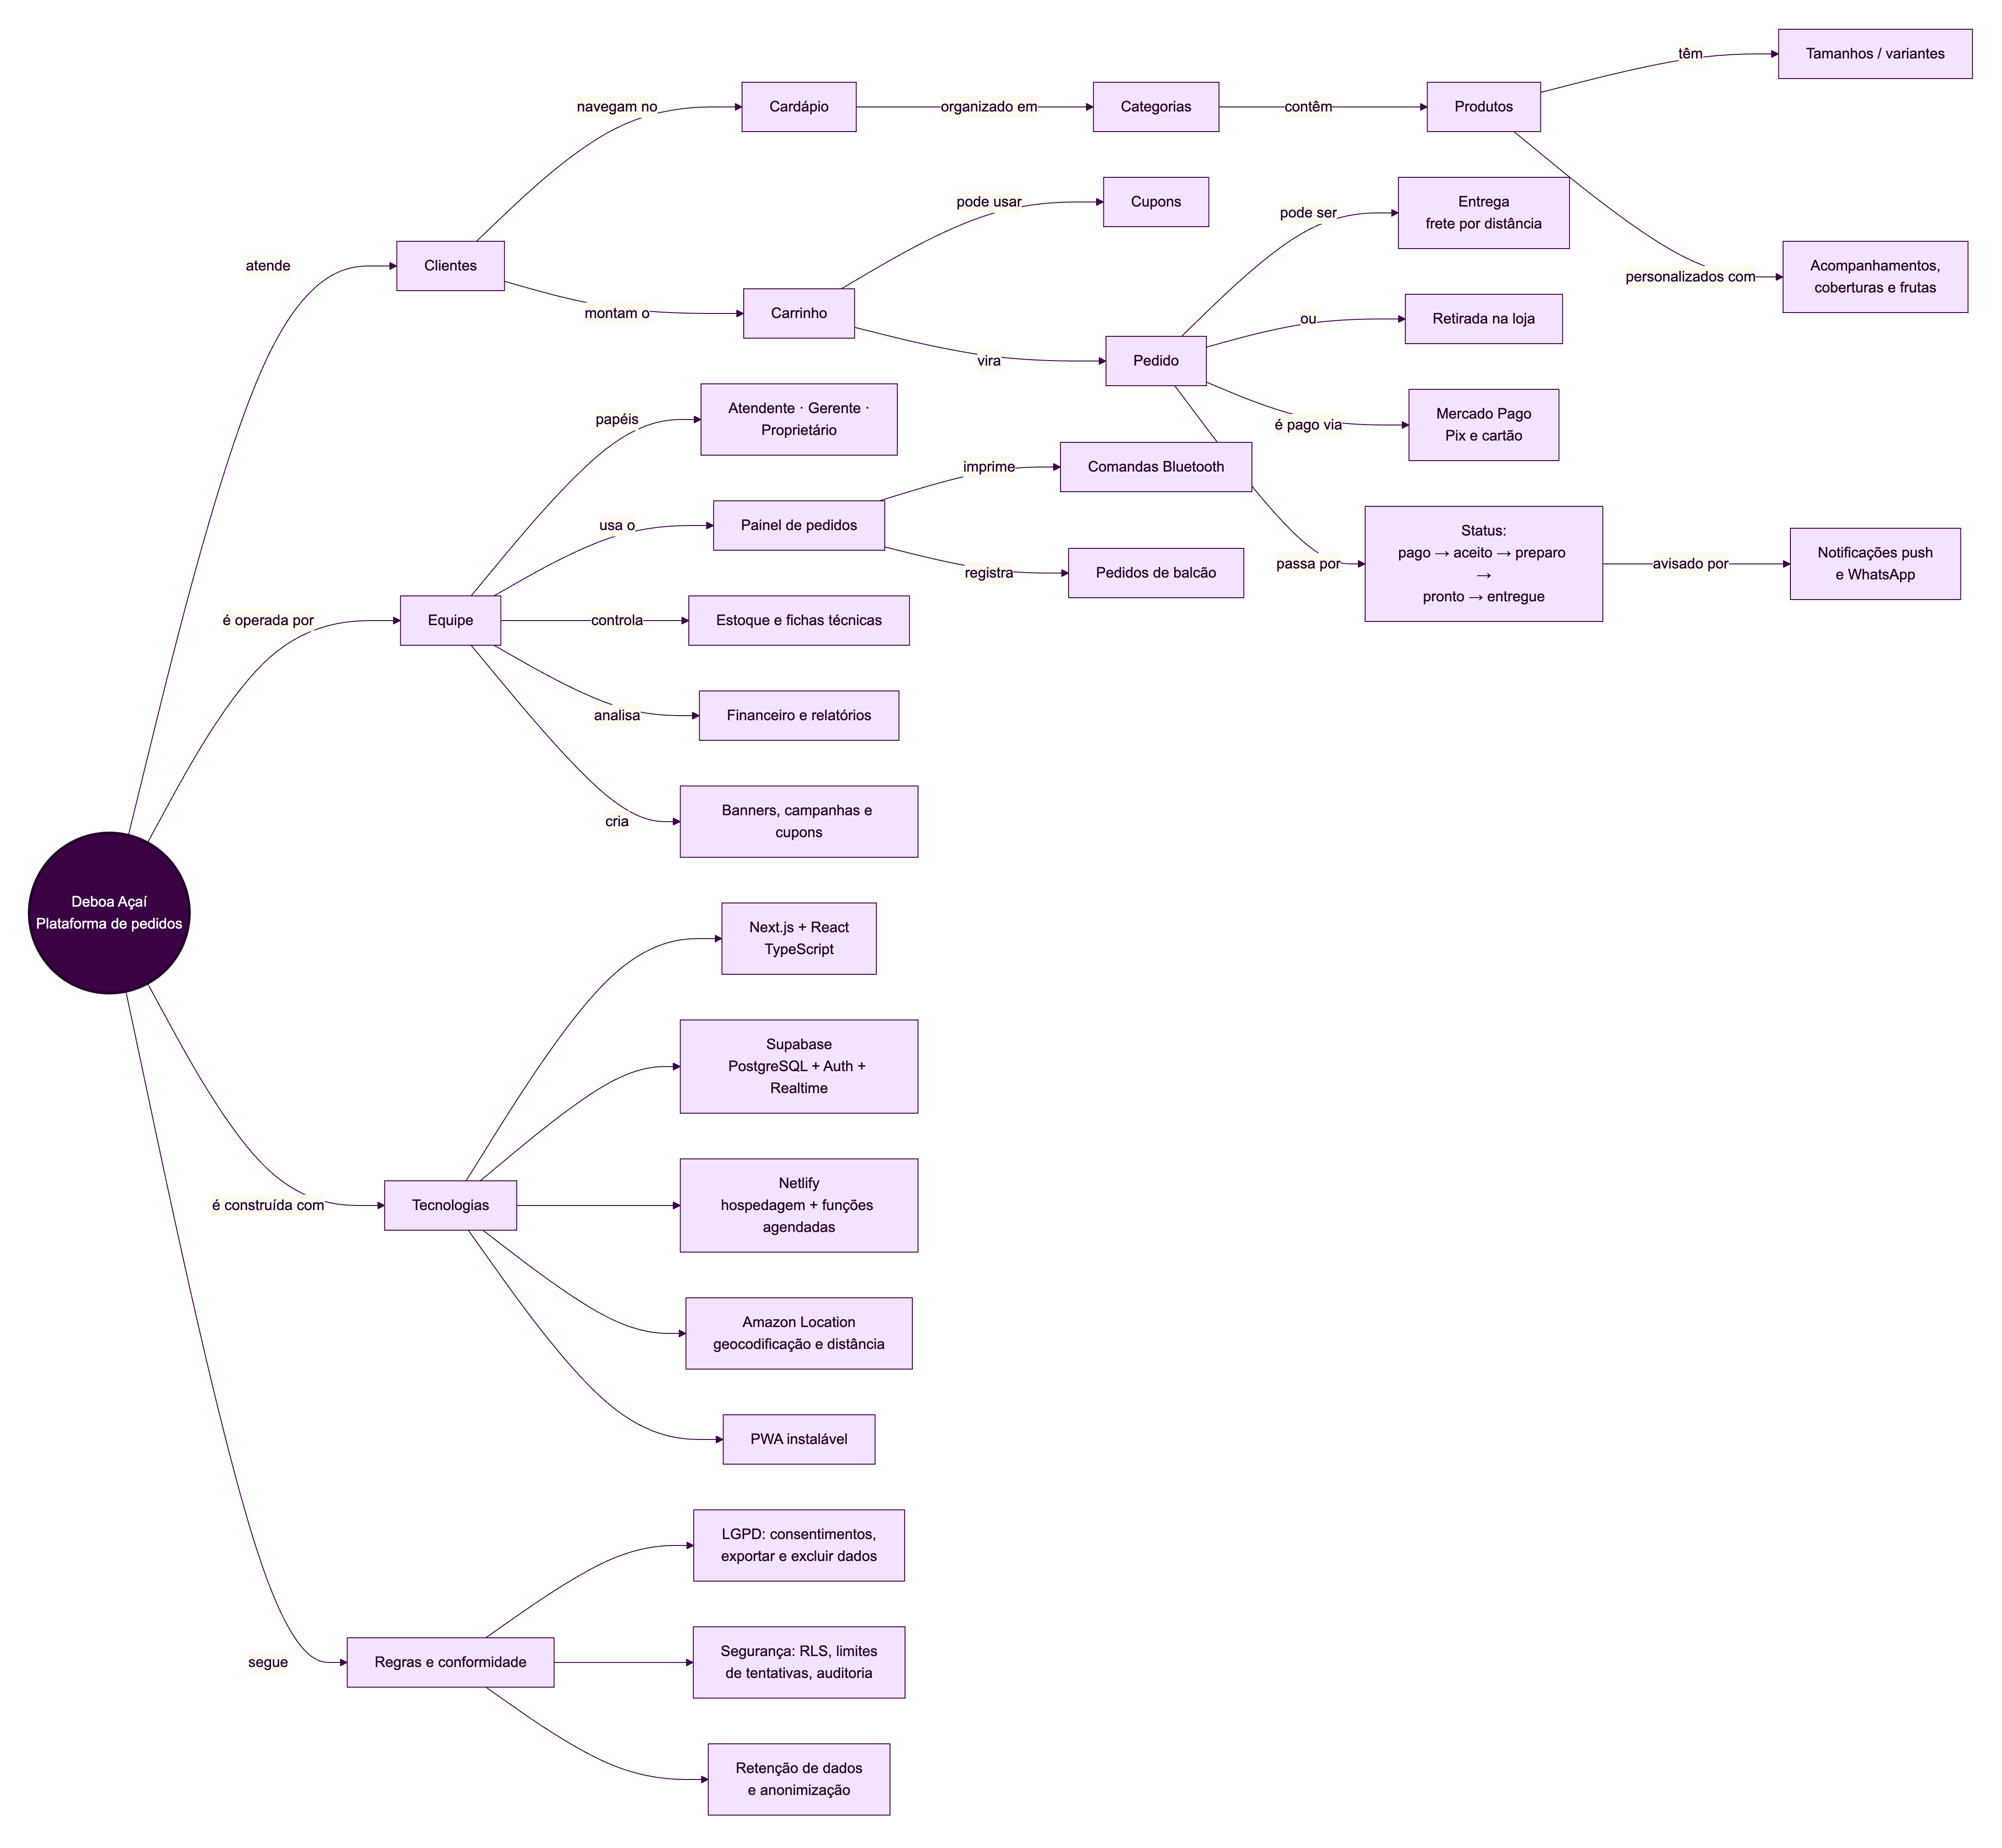 têm
Tamanhos / variantes
navegam no
Cardápio
organizado em
Categorias
contêm
Produtos
pode usar
Cupons
pode ser
Entrega
frete por distância
atende
Clientes
personalizados com
Acompanhamentos,
coberturas e frutas
montam o
Carrinho
ou
Retirada na loja
vira
Pedido
papéis
Atendente · Gerente ·
Proprietário
é pago via
Mercado Pago
Pix e cartão
imprime
Comandas Bluetooth
usa o
Painel de pedidos
registra
Pedidos de balcão
passa por
Status:
pago → aceito → preparo
→
pronto → entregue
avisado por
Notificações push
e WhatsApp
é operada por
Equipe
controla
Estoque e fichas técnicas
analisa
Financeiro e relatórios
cria
Banners, campanhas e
cupons
Deboa Açaí
Plataforma de pedidos
Next.js + React
TypeScript
Supabase
PostgreSQL + Auth +
Realtime
é construída com
Tecnologias
Netlify
hospedagem + funções
agendadas
Amazon Location
geocodificação e distância
PWA instalável
LGPD: consentimentos,
exportar e excluir dados
segue
Regras e conformidade
Segurança: RLS, limites
de tentativas, auditoria
Retenção de dados
e anonimização